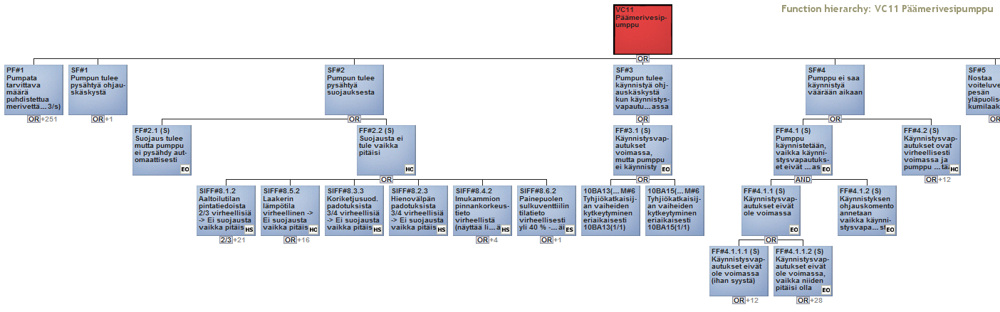 Function hierarchy: VC11 Päämerivesipumppu
VC11
Päämerivesip-
umppu
OR
PF#1
Pumpata
tarvittava
määrä
puhdistettua
merivettä... 3/s)
OR+251
SF#1
Pumpun tulee
pysähtyä ohjau-
skäskystä
OR+1
SF#2
Pumpun tulee
pysähtyä
suojauksesta
OR
SF#3
Pumpun tulee
käynnistyä ohj-
auskäskystä
kun käynnistys-
vapautu... assa
OR
SF#4
Pumppu ei saa
käynnistyä
väärään aikaan
OR
SF#5
Nostaa
voiteluve
pesän
yläpuolis
kumilaak
OR
FF#2.1 (S)
Suojaus tulee
mutta pumppu
ei pysähdy aut-
omaattisesti
EO
FF#2.2 (S)
Suojausta ei
tule vaikka
pitäisi
HO
OR
FF#3.1 (S)
Käynnistysvap-
autukset
voimassa,
mutta pumppu
ei käynnisty
EO
OR
FF#4.1 (S)
Pumppu
käynnistetään,
vaikka käynni-
stysvapautuks-
et eivät ... as
EO
AND
FF#4.2 (S)
Käynnistysvap-
autukset ovat
virheellisesti
voimassa ja
pumppu ... tä
HO
OR+12
SIFF#8.1.2
Aaltoilutilan
pintatiedoista
2/3 virheellisiä
-> Ei suojausta
vaikka pitäis
HS
2/3+21
SIFF#8.5.2
Laakerin
lämpötila
virheellinen ->
Ei suojausta
vaikka pitäis
HO
OR+16
SIFF#8.3.3
Koriketjusuod.
padotuksista
3/4 virheellisiä
-> Ei suojausta
vaikka pitäis
HS
SIFF#8.2.3
Hienovälpän
padotuksista
3/4 virheellisiä
-> Ei suojausta
vaikka pitäis
HS
SIFF#8.4.2
Imukammion
pinnankorkeus-
tieto
virheellistä
(näyttää li... ä
HS
OR+4
SIFF#8.6.2
Painepuolen
sulkuventtiilin
tilatieto
virheellisesti
yli 40 % -... äi
ES
OR+1
10BA13(... M#6
Tyhjiökatkaisij-
an vaiheiden
kytkeytyminen
eriaikaisesti
10BA13(1/1)
10BA15(... M#6
Tyhjiökatkaisij-
an vaiheiden
kytkeytyminen
eriaikaisesti
10BA15(1/1)
FF#4.1.1 (S)
Käynnistysvap-
autukset eivät
ole voimassa
EO
OR
FF#4.1.2 (S)
Käynnistyksen
ohjauskomento
annetaan
vaikka käynni-
stysvapa... st
EO
FF#4.1.1.1 (S)
Käynnistysvap-
autukset eivät
ole voimassa
(ihan syystä)
OR+12
FF#4.1.1.2 (S)
Käynnistysvap-
autukset eivät
ole voimassa,
vaikka niiden
pitäisi olla
EO
OR+28